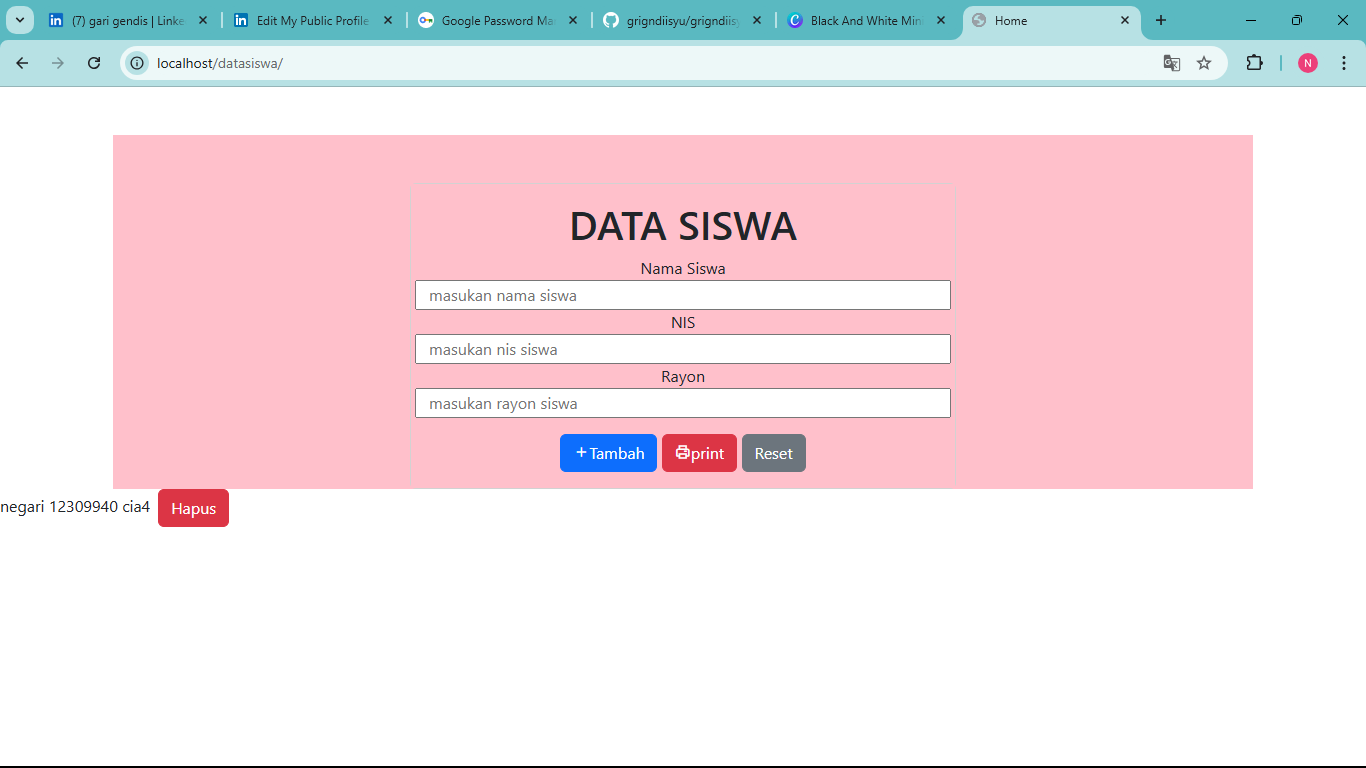 (7) gari gendis | Linke
Edit My Public Profile
Google Password Ma
grigndiisyu/grigndiisy
Black And White Mini
Home
localhost/datasiswa/
N
DATA SISWA
Nama Siswa
masukan nama siswa
NIS
masukan nis siswa
Rayon
masukan rayon siswa
+Tambah
print
Reset
negari 12309940 cia4
Hapus